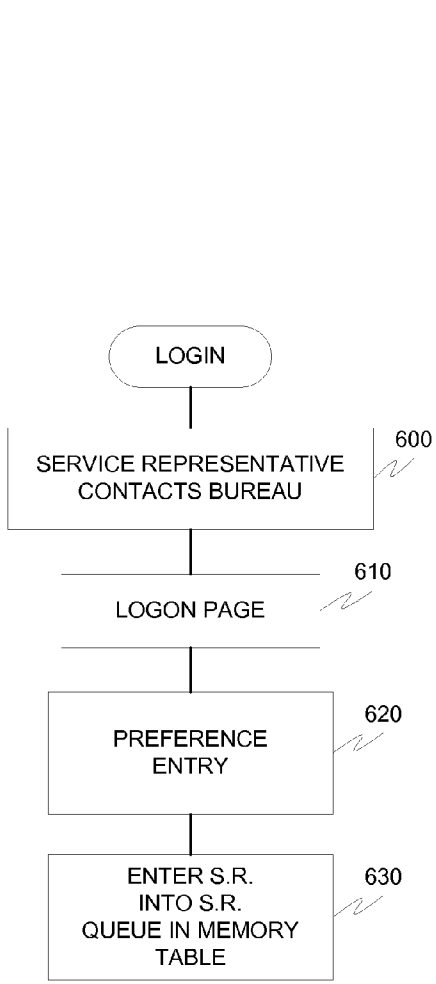 LOGIN
600
SERVICE REPRESENTATIVE
CONTACTS BUREAU
610
LOGON PAGE
620
PREFERENCE
ENTRY
630
ENTER S.R.
INTO S.R.
QUEUE IN MEMORY
TABLE